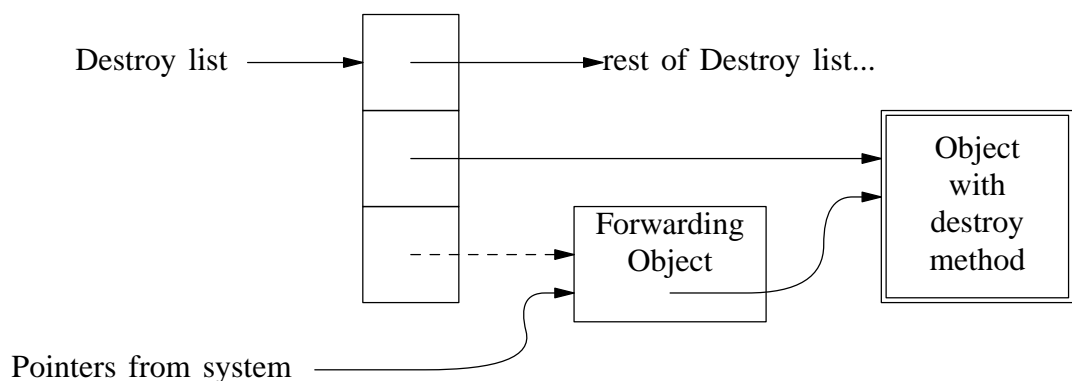 Destroy list
rest of Destroy list...
Object
with
destroy
method
Forwarding
Object
Pointers from system